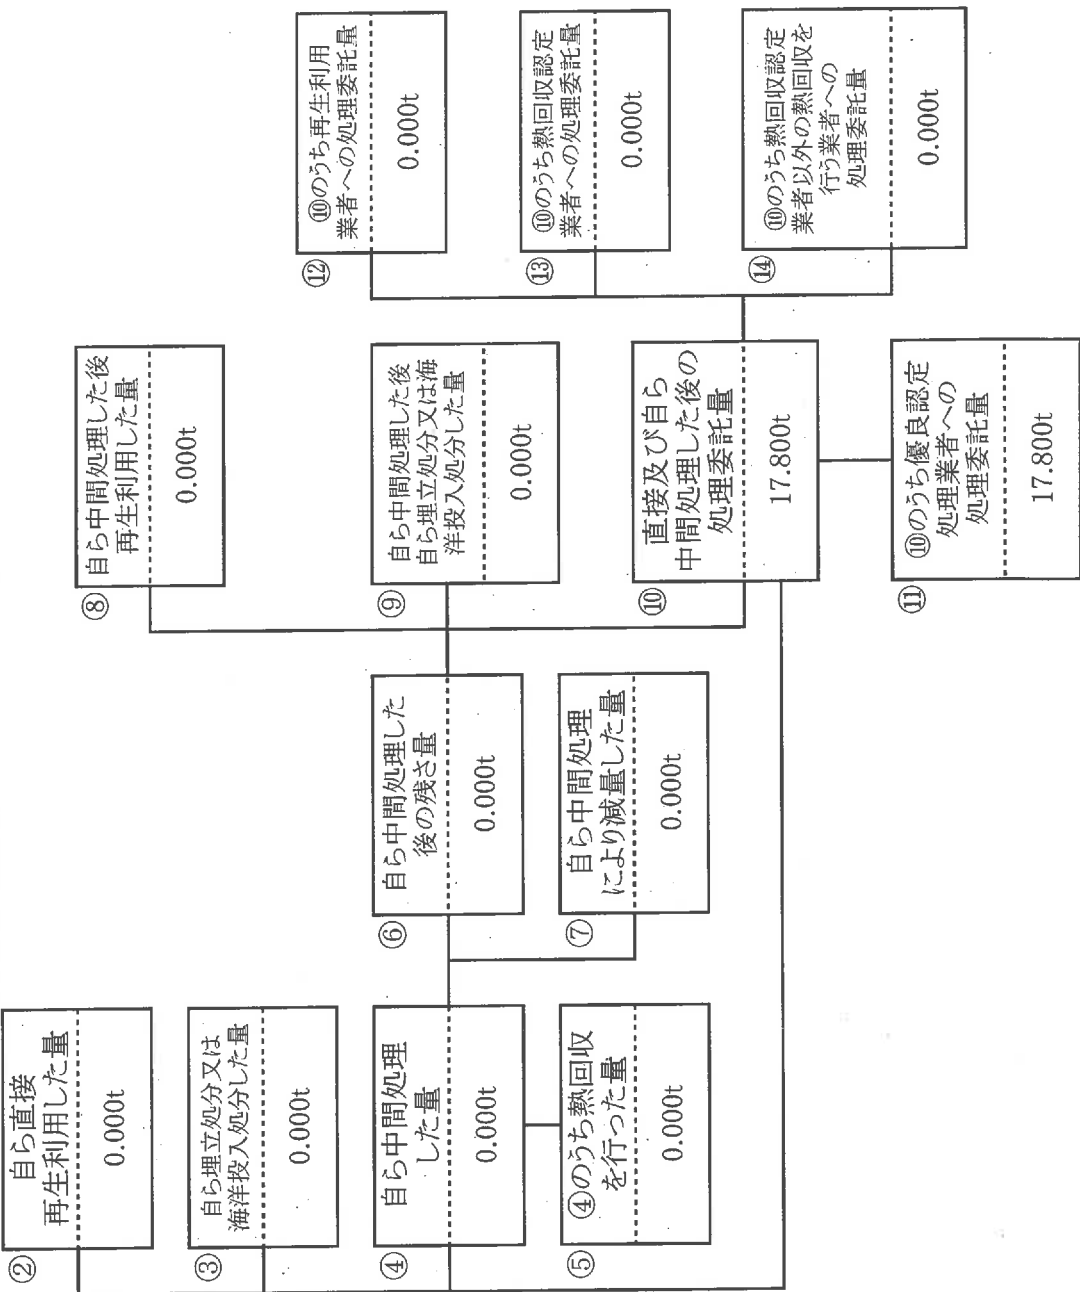 ②
自ら直接
再生利用した量
0.000t
③
自ら埋立処分又は
海洋投入処分した量
0.000t
④
自ら中間処理
した量
0.000t
⑤
④のうち熱回収
を行った量
0.000t
⑥
自ら中間処理した
後の残さ量
0.000t
⑦
自ら中間処理
により減量した量
0.000t
⑧
自ら中間処理した後
再生利用した量
0.000t
⑨
自ら中間処理した後
自ら埋立処分又は海
洋投入処分した量
0.000t
⑩
直接及び自ら
中間処理した後の
処理委託量
17.800t
⑪
⑩のうち優良認定
処理業者への
処理委託量
17.800t
⑫
⑩のうち再生利用
業者への処理委託量
0.000t
⑬
⑩のうち熱回収認定
業者への処理委託量
0.000t
⑭
⑩のうち熱回収認定
業者以外の熱回収を
行う業者への
処理委託量
0.000t